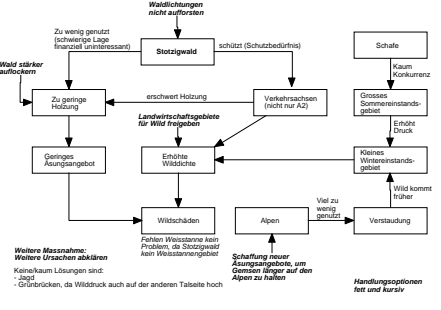 Waldlichtungen
nicht aufforsten
Zu wenig genutzt
(schwierige Lage
finanziell uninteressant)
Stotzigwald
schützt (Schutzbedürfnis)
Schafe
Wald stärker
auflockern
Kaum
Konkurrenz
Zu geringe
Holzung
erschwert Holzung
Verkehrsachsen
(nicht nur A2)
Grosses
Sommereinstands-
gebiet
Landwirtschaftsgebiete
für Wild freigeben
Erhöht
Druck
Geringes
Äsungsangebot
Erhöhte
Wilddichte
Kleines
Wintereinstands-
gebiet
Viel zu
wenig
genutzt
Wild kommt
früher
Wildschäden
Alpen
Verstaudung
Fehlen Weisstanne kein
Problem, da Stotzigwald
kein Weisstannengebiet
Weitere Massnahme:
Weitere Ursachen abklären
Schaffung neuer
Äsungsangebote, um
Gemsen länger auf den
Alpen zu halten
Keine/kaum Lösungen sind:
- Jagd
- Grünbrücken, da Wilddruck auch auf der anderen Talseite hoch
Handlungsoptionen
fett und kursiv